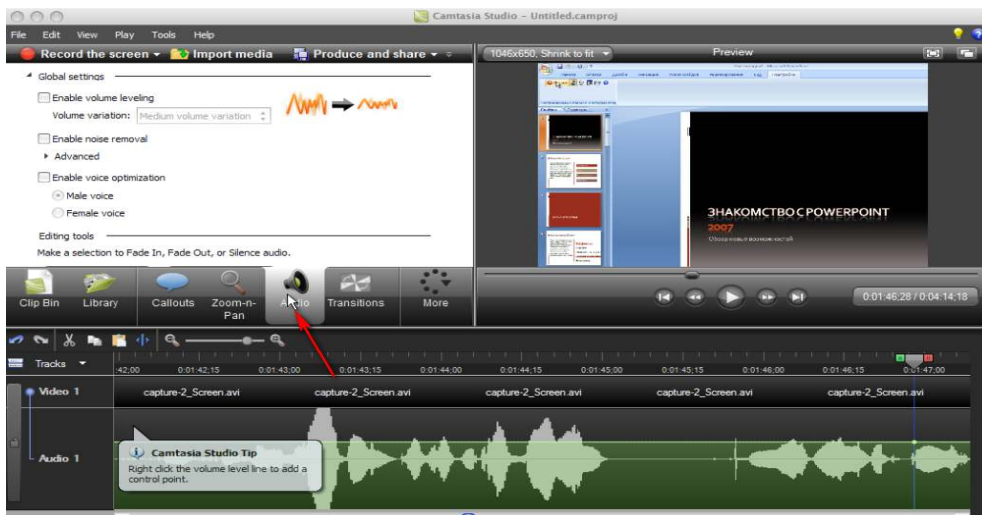 Camtasia Studio - Untitled.camproj
File Edit View Play Tools Help
Record the screen Import media Produce and share
1046x650, Shrink to fit Preview
Global settings
Enable volume leveling
Volume variation: Medium volume variation
Enable noise removal
Advanced
Enable voice optimization
Male voice
Female voice
Editing tools
Make a selection to Fade In, Fade Out, or Silence audio.
ЗНАКОМСТВО С POWERPOINT
2007
Обзор новых возможностей
Clip Bin Library Callouts Zoom-n-Pan Audio Transitions More
0:01:46;28 / 0:04:14;18
Tracks
:42;00 0:01:42;15 0:01:43;00 0:01:43;15 0:01:44;00 0:01:44;15 0:01:45;00 0:01:45;15 0:01:46;00 0:01:46;15 0:01:47;00
Video 1 capture-2_Screen.avi capture-2_Screen.avi capture-2_Screen.avi capture-2_Screen.avi capture-2_Screen.avi
Audio 1
Camtasia Studio Tip
Right click the volume level line to add a
control point.